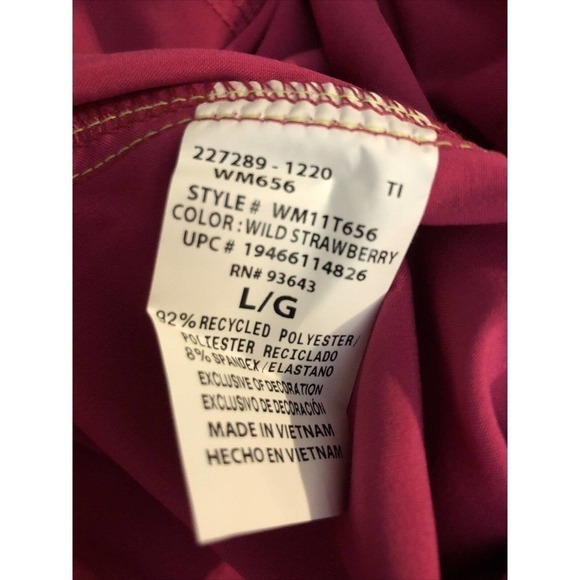 227289 - 1220
WM656 TI
STYLE# WM11T656
COLOR : WILD STRAWBERRY
UPC # 19466114826
RN# 93643
L/G
92% RECYCLED POLYESTER/
POLIESTER RECICLADO
8% SPANDEX/ELASTANO
EXCLUSIVE OF DECORATION
EXCLUSIVO DE DECORACIÓN
MADE IN VIETNAM
HECHO EN VIETNAM